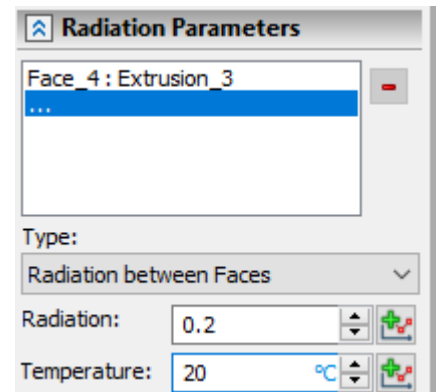 Radiation Parameters
Face_4 : Extrusion_3
...
Type:
Radiation between Faces
Radiation: 0.2
Temperature: 20 °C